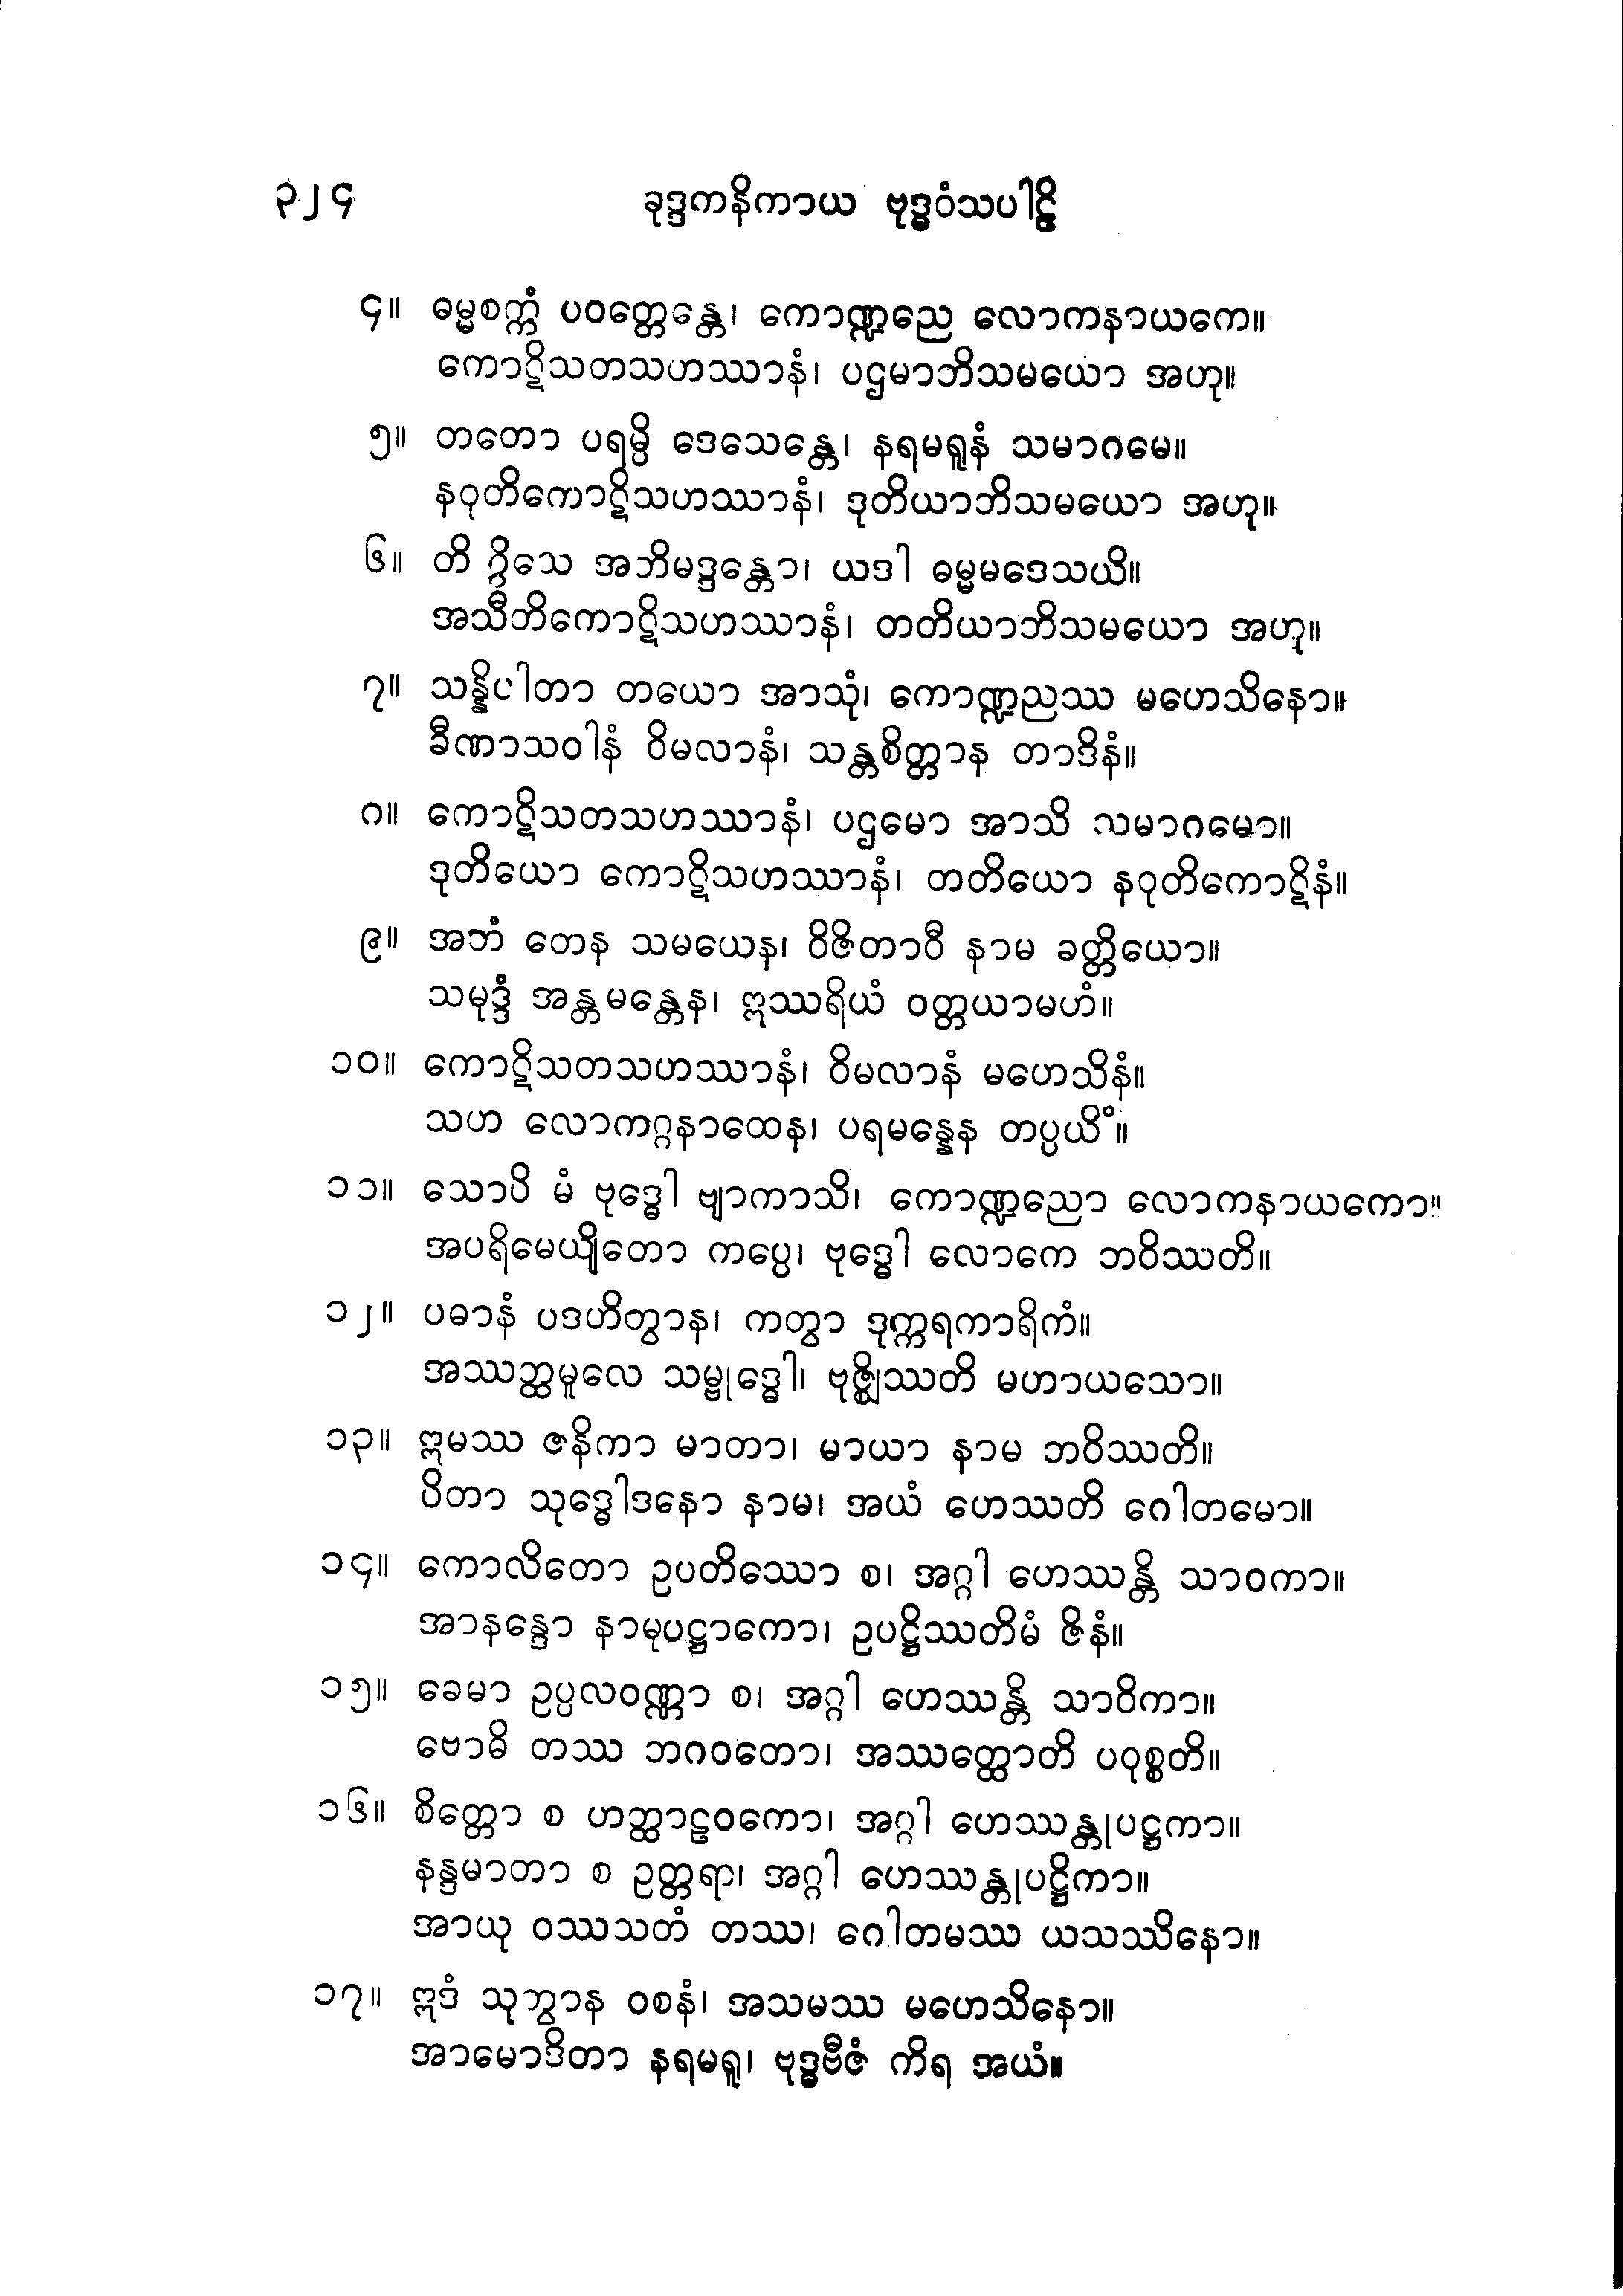 ၃၂၄ ခုဒ္ဒကနိကာယ ဗုဒ္ဓဝံသပါဠိ
၄။ ဓမ္မစက္ကံ ပဝတ္တေန္တေ၊ ကောဏ္ဍညေ လောကနာယကေ။
ကောဋိသတသဟဿာနံ၊ ပဌမာဘိသမယော အဟု။
၅။ တတော ပရမ္ပိ ဒေသေန္တေ၊ နရမရူနံ သမာဂမေ။
နဝုတိကောဋိသဟဿာနံ၊ ဒုတိယာဘိသမယော အဟု။
၆။ တိတ္ထိယေ အဘိမဒ္ဒန္တော၊ ယဒါ ဓမ္မမဒေသယိ။
အသီတိကောဋိသဟဿာနံ၊ တတိယာဘိသမယော အဟု။
၇။ သန္နိပါတာ တယော အာသုံ၊ ကောဏ္ဍညဿ မဟေသိနော။
ခီဏာသဝါနံ ဝိမလာနံ၊ သန္တစိတ္တာန တာဒိနံ။
၈။ ကောဋိသတသဟဿာနံ၊ ပဌမော အာသိ သမာဂမော။
ဒုတိယော ကောဋိသဟဿာနံ၊ တတိယော နဝုတိကောဋိနံ။
၉။ အဟံ တေန သမယေန၊ ဝိဇိတာဝီ နာမ ခတ္တိယော။
သမုဒ္ဒံ အန္တမန္တေန၊ ဣဿရိယံ ဝတ္တယာမဟံ။
၁၀။ ကောဋိသတသဟဿာနံ၊ ဝိမလာနံ မဟေသိနံ။
သဟ လောကဂ္ဂနာထေန၊ ပရမန္နေန တပ္ပယိံ။
၁၁။ သောပိ မံ ဗုဒ္ဓေါ ဗျာကာသိ၊ ကောဏ္ဍညော လောကနာယကော။
အပရိမေယျိတော ကပ္ပေ၊ ဗုဒ္ဓေါ လောကေ ဘဝိဿတိ။
၁၂။ ပဓာနံ ပဒဟိတွာန၊ ကတွာ ဒုက္ကရကာရိကံ။
အဿတ္ထမူလေ သမ္ဗုဒ္ဓေါ၊ ဗုဇ္ဈိဿတိ မဟာယသော။
၁၃။ ဣမဿ ဇနိကာ မာတာ၊ မာယာ နာမ ဘဝိဿတိ။
ပိတာ သုဒ္ဓေါဒနော နာမ၊ အယံ ဟေဿတိ ဂေါတမော။
၁၄။ ကောလိတော ဥပတိဿော စ၊ အဂ္ဂါ ဟေဿန္တိ သာဝကာ။
အာနန္ဒော နာမုပဋ္ဌာကော၊ ဥပဋ္ဌိဿတိမံ ဇိနံ။
၁၅။ ခေမာ ဥပ္ပလဝဏ္ဏာ စ၊ အဂ္ဂါ ဟေဿန္တိ သာဝိကာ။
ဗောဓိ တဿ ဘဂဝတော၊ အဿတ္ထောတိ ပဝုစ္စတိ။
၁၆။ စိတ္တော စ ဟတ္ထာဠဝကော၊ အဂ္ဂါ ဟေဿန္တုပဋ္ဌကာ။
နန္ဒမာတာ စ ဥတ္တရာ၊ အဂ္ဂါ ဟေဿန္တုပဋ္ဌိကာ။
အာယု ဝဿသတံ တဿ၊ ဂေါတမဿ ယသဿိနော။
၁၇။ ဣဒံ သုတွာန ဝစနံ၊ အသမဿ မဟေသိနော။
အာမောဒိတာ နရမရူ၊ ဗုဒ္ဓဗီဇံ ကိရ အယံ။